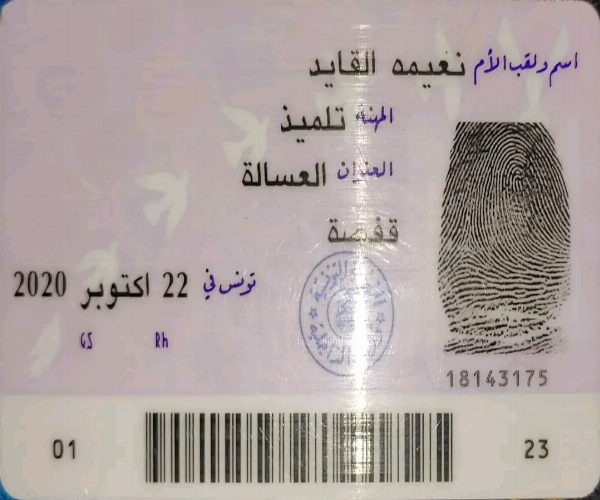 اسم ولقب الأم نعيمه القايد
المهنة تلميذ
العنوان العسالة
قفصة
تونس في 22 اكتوبر 2020
GS Rh
18143175
01 23